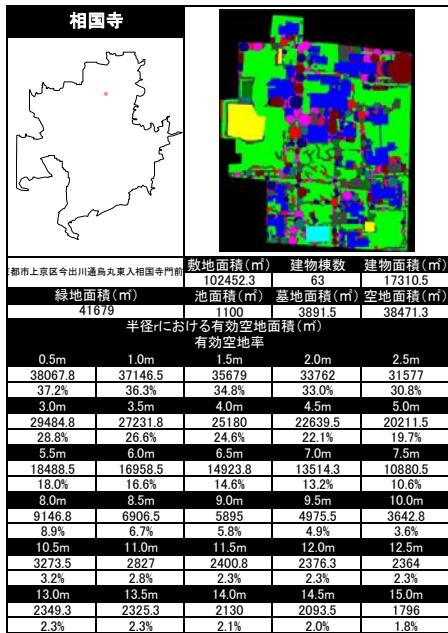 相国寺
都市上京区今出川通烏丸東入相国寺門前
敷地面積(㎡) 建物棟数 建物面積(㎡)
102452.3 63 17310.5
緑地面積(㎡) 池面積(㎡) 墓地面積(㎡) 空地面積(㎡)
41679 1100 3891.5 38471.3
半径rにおける有効空地面積(㎡)
有効空地率
0.5m 1.0m 1.5m 2.0m 2.5m
38067.8 37146.5 35679 33762 31577
37.2% 36.3% 34.8% 33.0% 30.8%
3.0m 3.5m 4.0m 4.5m 5.0m
29484.8 27231.8 25180 22639.5 20211.5
28.8% 26.6% 24.6% 22.1% 19.7%
5.5m 6.0m 6.5m 7.0m 7.5m
18488.5 16958.5 14923.8 13514.3 10880.5
18.0% 16.6% 14.6% 13.2% 10.6%
8.0m 8.5m 9.0m 9.5m 10.0m
9146.8 6906.5 5895 4975.5 3642.8
8.9% 6.7% 5.8% 4.9% 3.6%
10.5m 11.0m 11.5m 12.0m 12.5m
3273.5 2827 2400.8 2376.3 2364
3.2% 2.8% 2.3% 2.3% 2.3%
13.0m 13.5m 14.0m 14.5m 15.0m
2349.3 2325.3 2130 2093.5 1796
2.3% 2.3% 2.1% 2.0% 1.8%